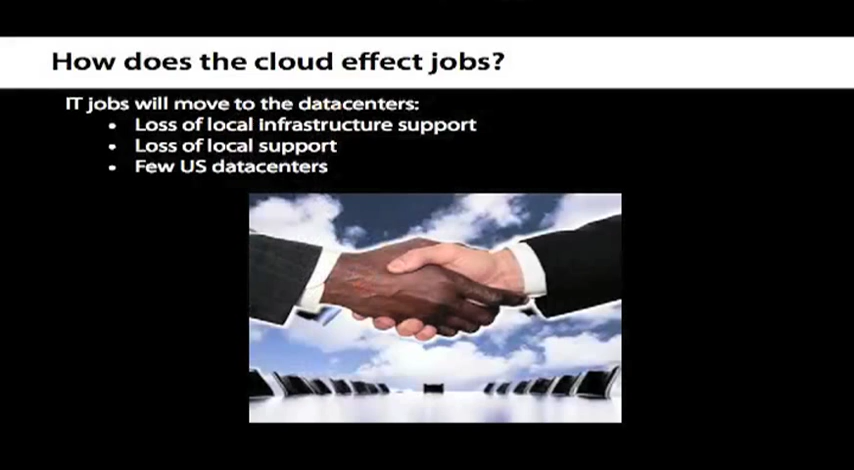 How does the cloud effect jobs?
IT jobs will move to the datacenters:
• Loss of local infrastructure support
• Loss of local support
• Few US datacenters